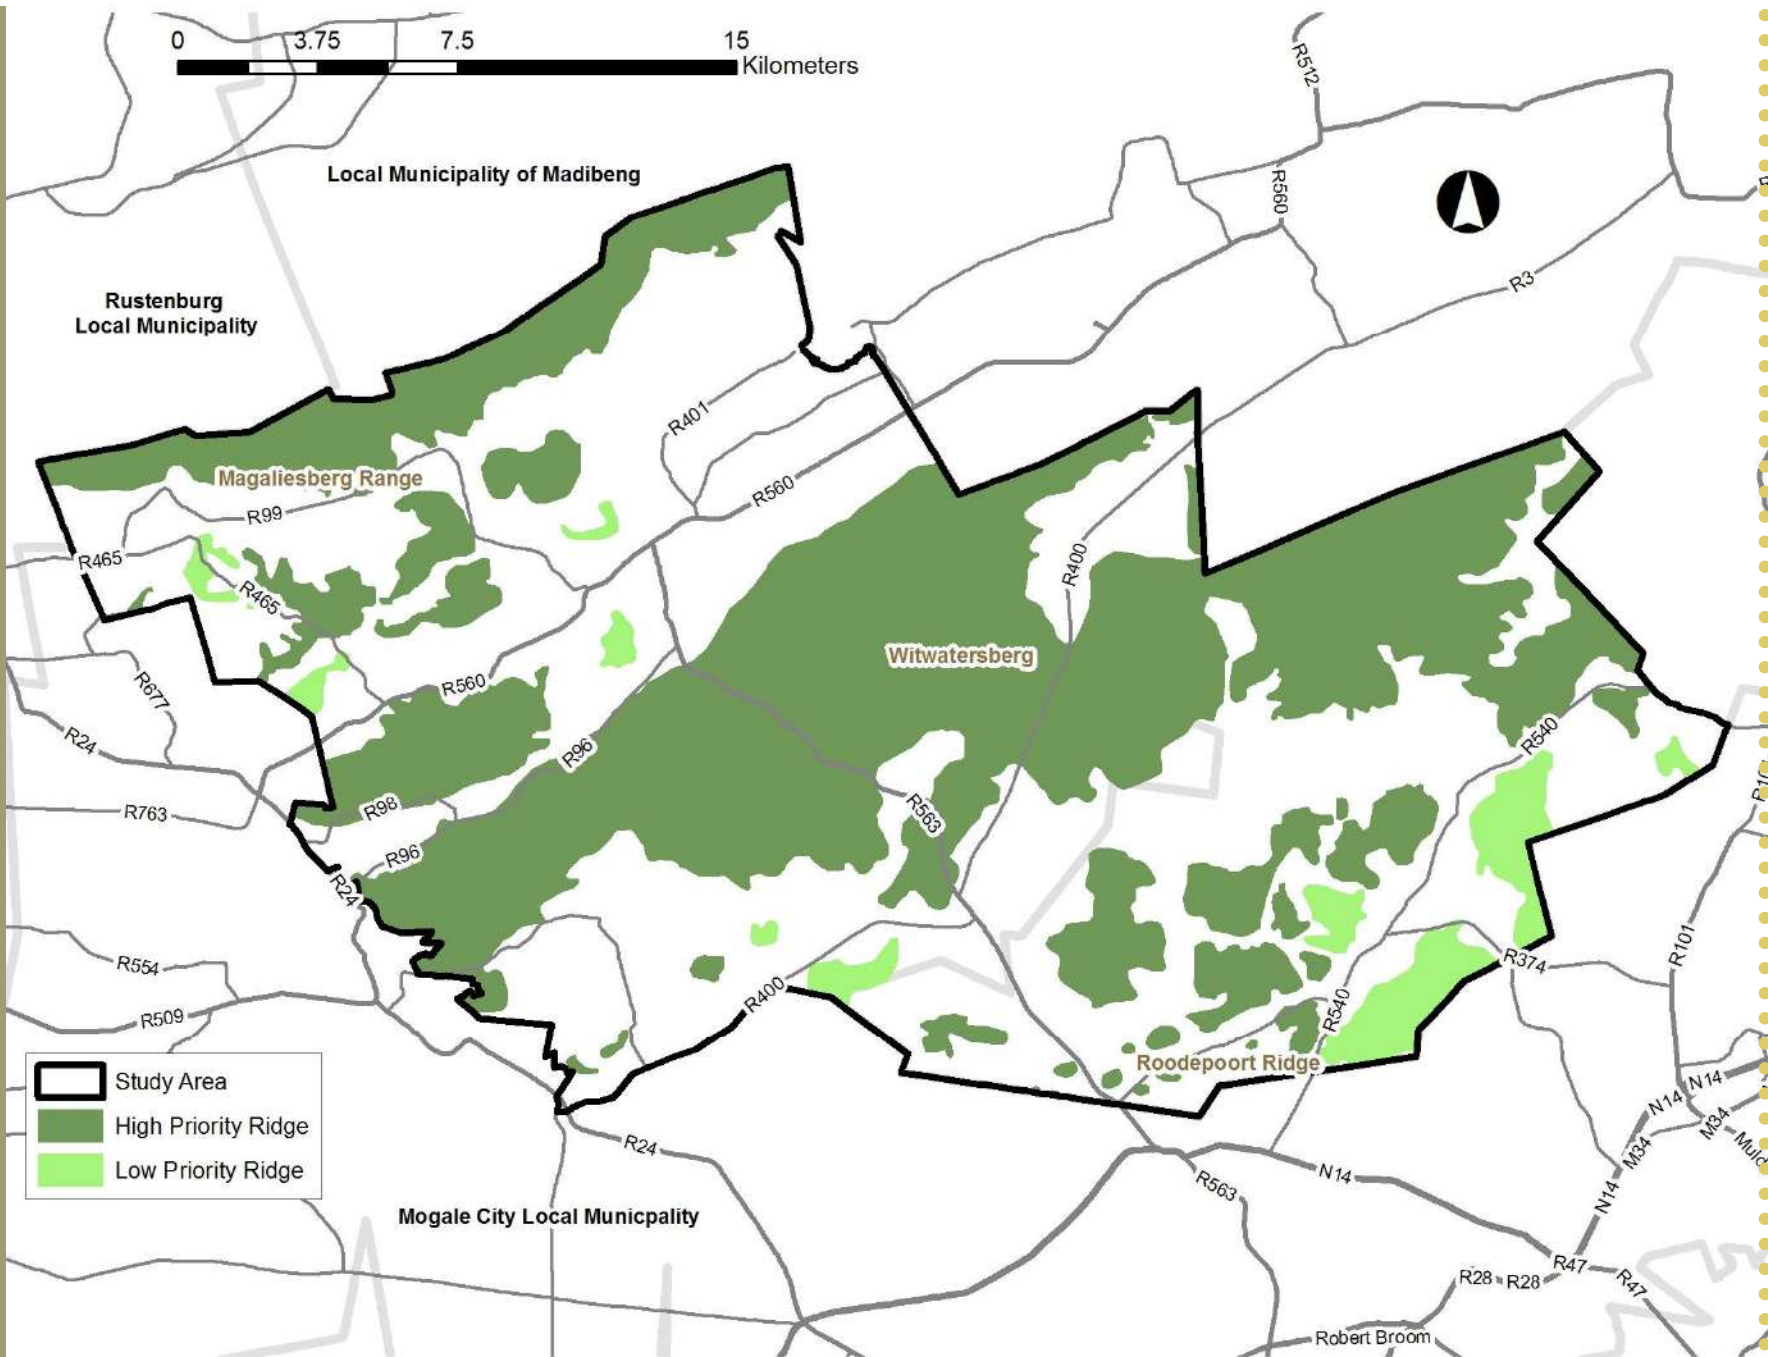 0 3.75 7.5 15
Kilometers
R512
Local Municipality of Madibeng
R560
Rustenburg
Local Municipality
R3
R401
Magaliesberg Range
R560
R99
R465
R400
R465
Witwatersberg
R560
R677
R24
R540
R96
R98
R763
R563
R96
R24
R101
R554
R374
R400
R509
R540
Roodepoort Ridge
Study Area
High Priority Ridge
Low Priority Ridge
N14
N14
M34
M34
R24
N14
R563
N14
Mogale City Local Municpality
R47
R28 R28
R47
Robert Broom